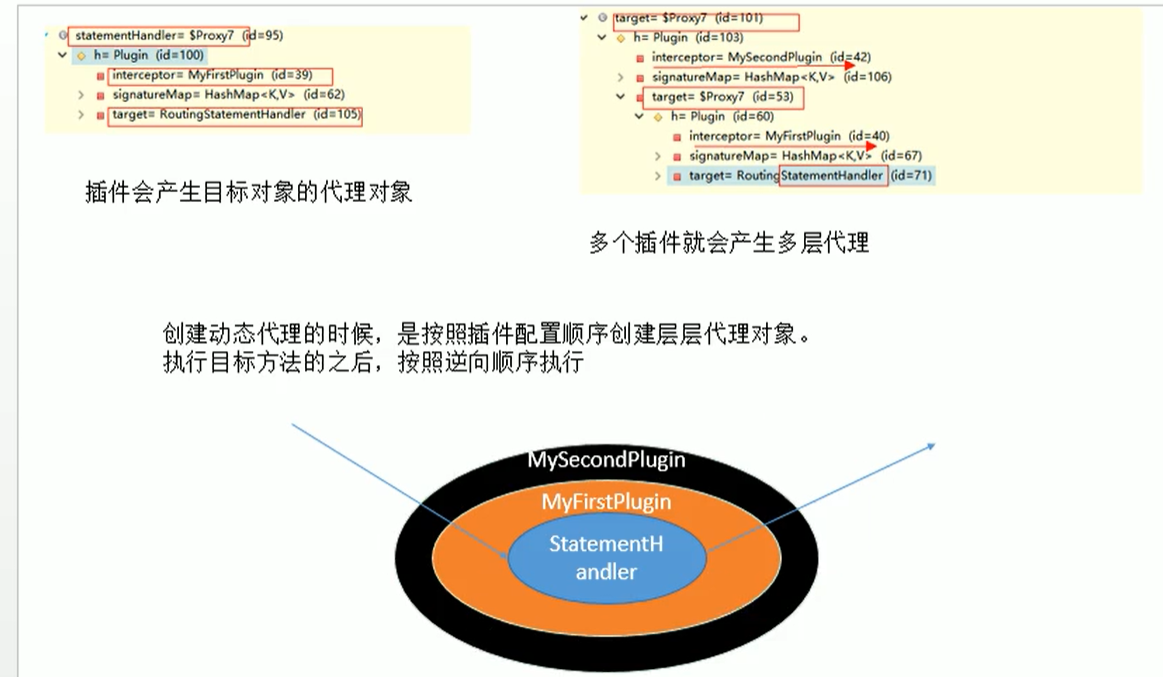 statementHandler= $Proxy7 (id=95)
h= Plugin (id=100)
interceptor= MyFirstPlugin (id=39)
signatureMap= HashMap<K,V> (id=62)
target= RoutingStatementHandler (id=105)
插件会产生目标对象的代理对象
target= $Proxy7 (id=101)
h= Plugin (id=103)
interceptor= MySecondPlugin (id=42)
signatureMap= HashMap<K,V> (id=106)
target= $Proxy7 (id=53)
h= Plugin (id=60)
interceptor= MyFirstPlugin (id=40)
signatureMap= HashMap<K,V> (id=67)
target= RoutingStatementHandler (id=71)
多个插件就会产生多层代理
创建动态代理的时候，是按照插件配置顺序创建层层代理对象。
执行目标方法的之后，按照逆向顺序执行
MySecondPlugin
MyFirstPlugin
StatementH
andler